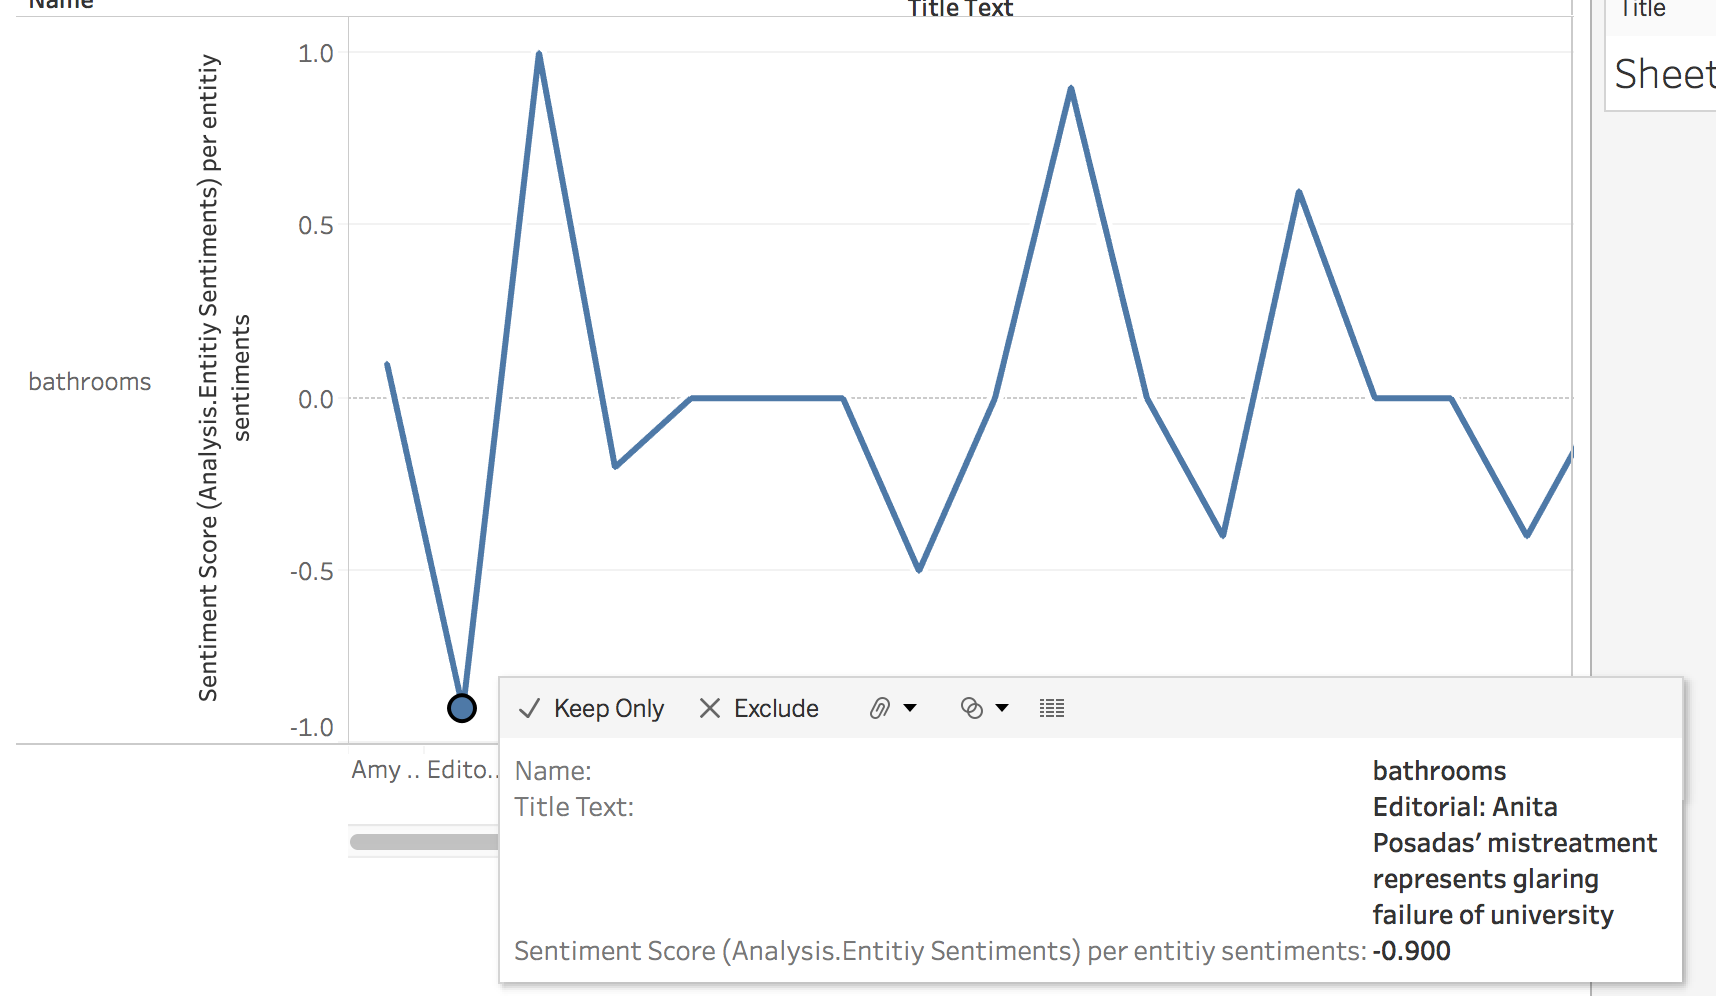 Name
Title Text
Title
Sheet
Sentiment Score (Analysis.Entitiy Sentiments) per entitiy
sentiments
1.0
0.5
0.0
-0.5
-1.0
bathrooms
Amy .. Edito..
Keep Only Exclude
Name: bathrooms
Title Text: Editorial: Anita
Posadas’ mistreatment
represents glaring
failure of university
Sentiment Score (Analysis.Entitiy Sentiments) per entitiy sentiments: -0.900